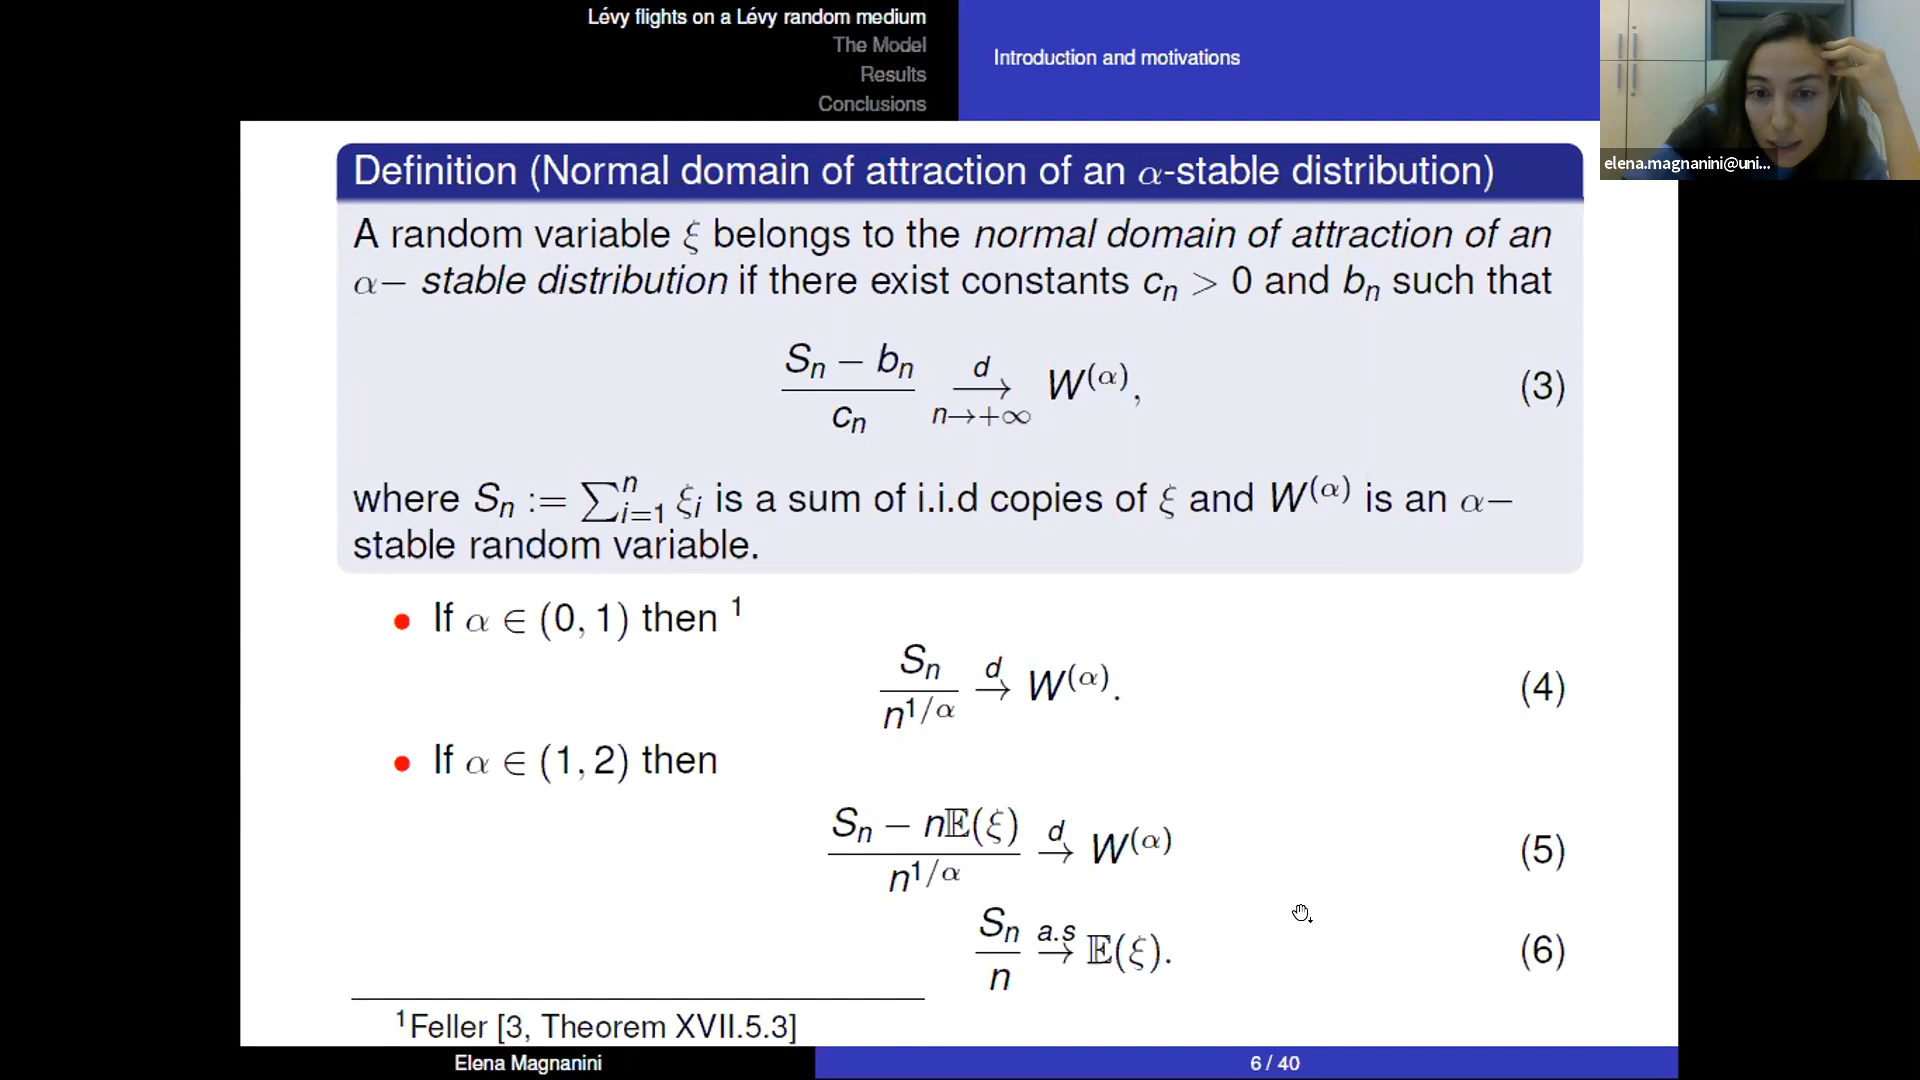 Lévy flights on a Lévy random medium
The Model
Results
Conclusions
Introduction and motivations
elena.magnanini@uni...
Definition (Normal domain of attraction of an α-stable distribution)
A random variable ξ belongs to the normal domain of attraction of an
α− stable distribution if there exist constants cₙ > 0 and bₙ such that
(Sₙ − bₙ)/cₙ →ᵈ_{n→+∞} W^(α), (3)
where Sₙ := ∑ⁿᵢ₌₁ ξᵢ is a sum of i.i.d copies of ξ and W^(α) is an α−
stable random variable.
• If α ∈ (0, 1) then ¹
Sₙ/n^{1/α} →ᵈ W^(α). (4)
• If α ∈ (1, 2) then
(Sₙ − n𝔼(ξ))/n^{1/α} →ᵈ W^(α) (5)
Sₙ/n →^{a.s} 𝔼(ξ). (6)
¹Feller [3, Theorem XVII.5.3]
Elena Magnanini
6 / 40